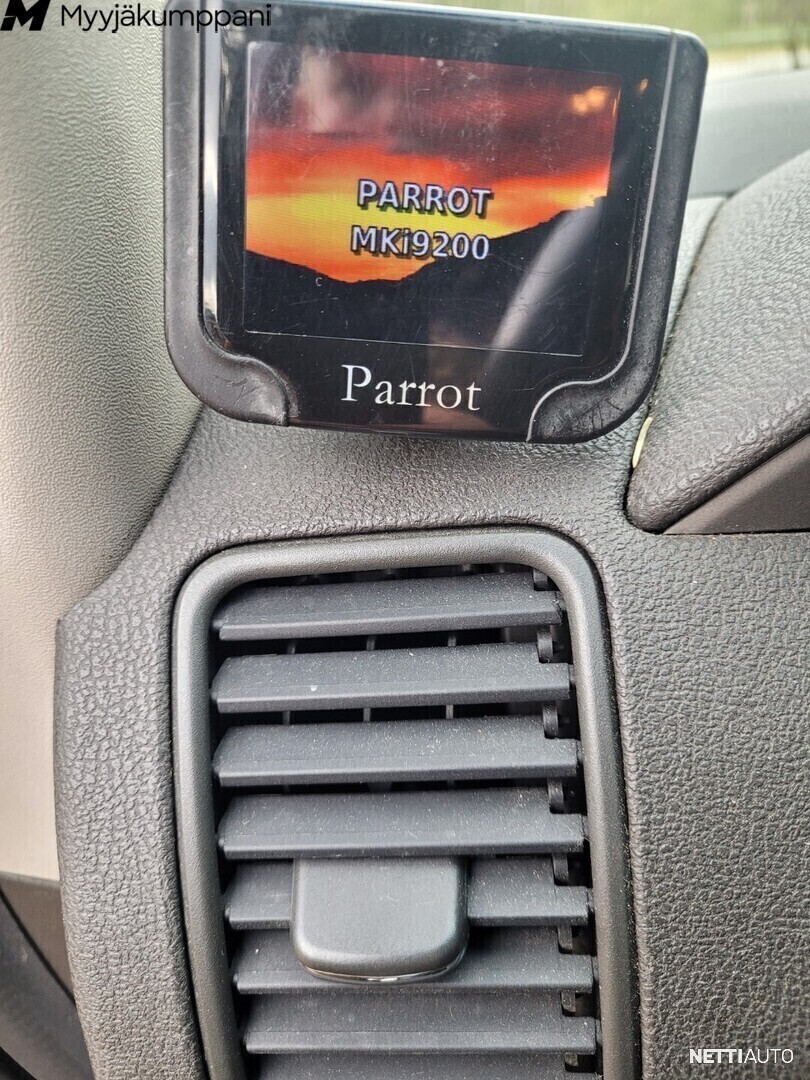 Myyjäkumppani
PARROT
MKi9200
Parrot
NETTIAUTO